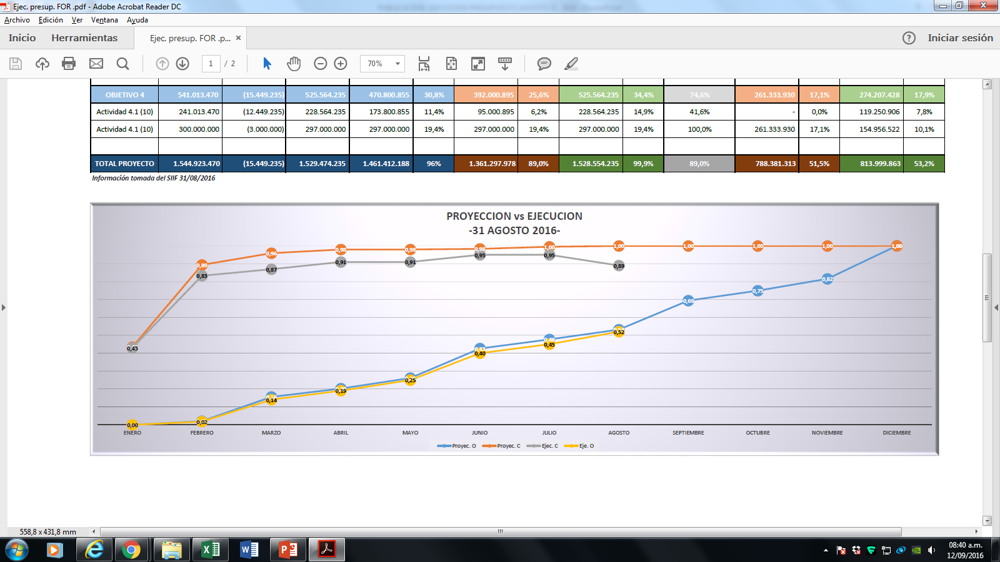 Ejec. presup. FOR .pdf - Adobe Acrobat Reader DC
Archivo Edición Ver Ventana Ayuda
Inicio Herramientas Ejec. presup. FOR .p... × Iniciar sesión
1 / 2 70%
OBJETIVO 4 541.013.470 (15.449.235) 525.564.235 470.800.855 30,8% 392.000.895 25,6% 525.564.235 34,4% 74,6% 261.333.930 17,1% 274.207.428 17,9%
Actividad 4.1 (10) 241.013.470 (12.449.235) 228.564.235 173.800.855 11,4% 95.000.895 6,2% 228.564.235 14,9% 41,6% - 0,0% 119.250.906 7,8%
Actividad 4.1 (10) 300.000.000 (3.000.000) 297.000.000 297.000.000 19,4% 297.000.000 19,4% 297.000.000 19,4% 100,0% 261.333.930 17,1% 154.956.522 10,1%
TOTAL PROYECTO 1.544.923.470 (15.449.235) 1.529.474.235 1.461.412.188 96% 1.361.297.978 89,0% 1.528.554.235 99,9% 89,0% 788.381.313 51,5% 813.999.863 53,2%
Información tomada del SIIF 31/08/2016
PROYECCION vs EJECUCION
-31 AGOSTO 2016-
0,89 0,96 0,98 0,98 0,98 1,00 1,00 1,00 1,00 1,00 1,00
0,43 0,83 0,87 0,91 0,91 0,95 0,95 0,89
0,69 0,75 0,82
0,00 0,02 0,14 0,19 0,25 0,40 0,45 0,52
ENERO FEBRERO MARZO ABRIL MAYO JUNIO JULIO AGOSTO SEPTIEMBRE OCTUBRE NOVIEMBRE DICIEMBRE
Proyec. O Proyec. C Ejec. C Eje. O
558,8 x 431,8 mm
08:40 a.m.
12/09/2016